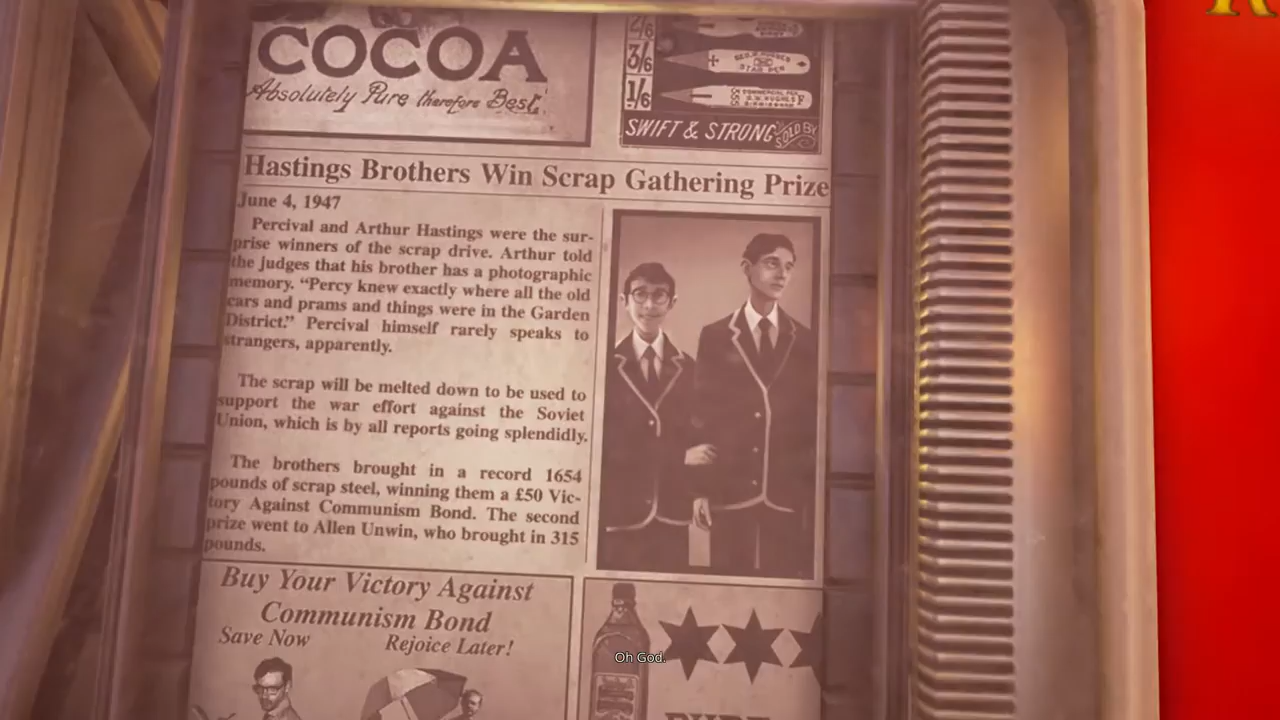 COCOA
Absolutely Pure therefore Best.
2/6
3/6
1/6
SWIFT & STRONG SOLD BY
Hastings Brothers Win Scrap Gathering Prize
June 4, 1947
Percival and Arthur Hastings were the sur-
prise winners of the scrap drive. Arthur told
the judges that his brother has a photographic
memory. “Percy knew exactly where all the old
cars and prams and things were in the Garden
District.” Percival himself rarely speaks to
strangers, apparently.
The scrap will be melted down to be used to
support the war effort against the Soviet
Union, which is by all reports going splendidly.
The brothers brought in a record 1654
pounds of scrap steel, winning them a £50 Vic-
tory Against Communism Bond. The second
prize went to Allen Unwin, who brought in 315
pounds.
Buy Your Victory Against
Communism Bond
Save Now
Rejoice Later!
Oh God.